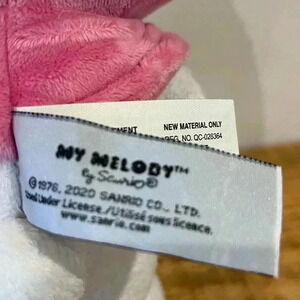 EMENT
NEW MATERIAL ONLY
REG. NO. QC-028364
MY MELODY™
by Sanrio®
©1976, 2020 SANRIO CO., LTD.
Used Under License./Utilisé sous licence.
www.sanrio.com